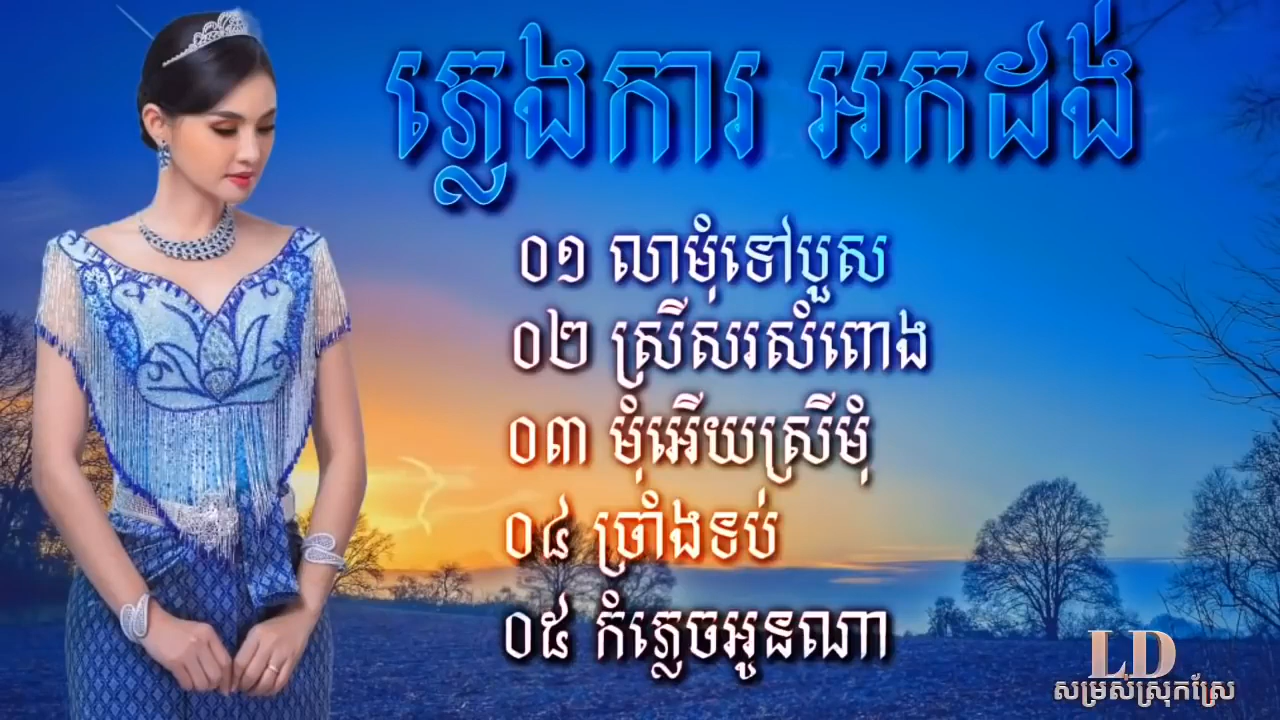 ភ្លេងការ អកដង់
០១ លាមុំទៅបួស
០២ ស្រីសរសំពោង
០៣ មុំអើយស្រីមុំ
០៤ ច្រាំងទប់
០៥ កំភ្លេចអូនណា
LD
សម្រស់ស្រុកស្រែ